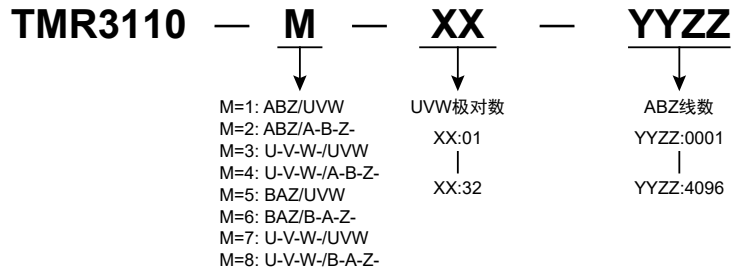 TMR3110 — M — XX — YYZZ
M=1: ABZ/UVW
M=2: ABZ/A-B-Z-
M=3: U-V-W-/UVW
M=4: U-V-W-/A-B-Z-
M=5: BAZ/UVW
M=6: BAZ/B-A-Z-
M=7: U-V-W-/UVW
M=8: U-V-W-/B-A-Z-
UVW极对数
XX:01
XX:32
ABZ线数
YYZZ:0001
YYZZ:4096